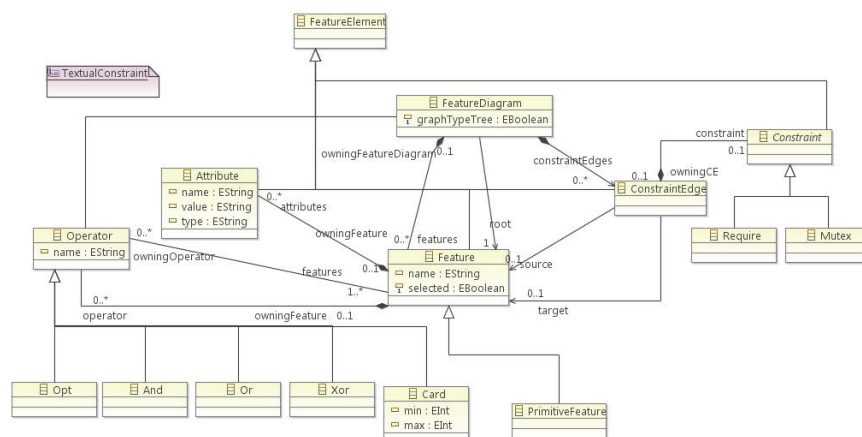 FeatureElement
TextualConstraint
FeatureDiagram
graphTypeTree : EBoolean
constraint
0..1
Constraint
owningFeatureDiagram
0..1
constraintEdges
owningCE
Attribute
name : EString
value : EString
type : EString
0..*
attributes
0..*
0..1
ConstraintEdge
root
Operator
name : EString
0..*
owningOperator
owningFeature
0..*
features
1
Require
Mutex
Feature
name : EString
selected : EBoolean
0..1
0..1
source
features
1..*
0..*
operator
owningFeature
0..1
0..1
target
Opt
And
Or
Xor
Card
min : EInt
max : EInt
PrimitiveFeature